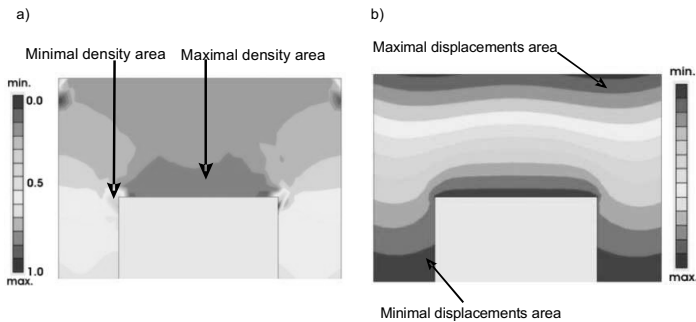 a)
Minimal density area
Maximal density area
min.
0.0
0.5
1.0
max.
b)
Maximal displacements area
min.
max.
Minimal displacements area